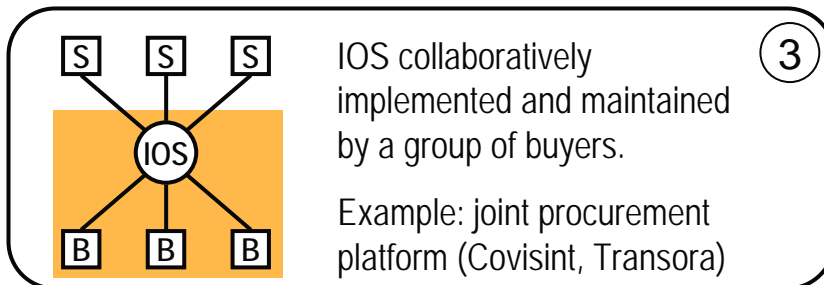 S S S
IOS
B B B
IOS collaboratively
implemented and maintained
by a group of buyers.
Example: joint procurement
platform (Covisint, Transora)
3